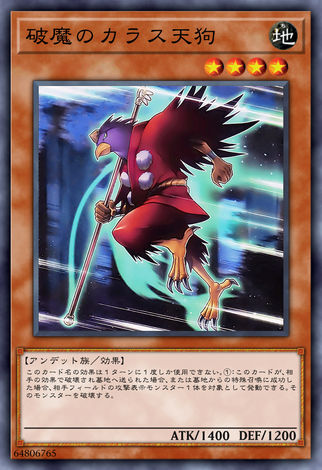 破魔のカラス天狗
地
【アンデット族/効果】
このカード名の効果は1ターンに1度しか使用できない。①:このカードが、相
手の効果で破壊され墓地へ送られた場合、または墓地からの特殊召喚に成功し
た場合、相手フィールドの攻撃表示モンスター1体を対象として発動できる。そ
のモンスターを破壊する。
ATK/1400 DEF/1200
64806765